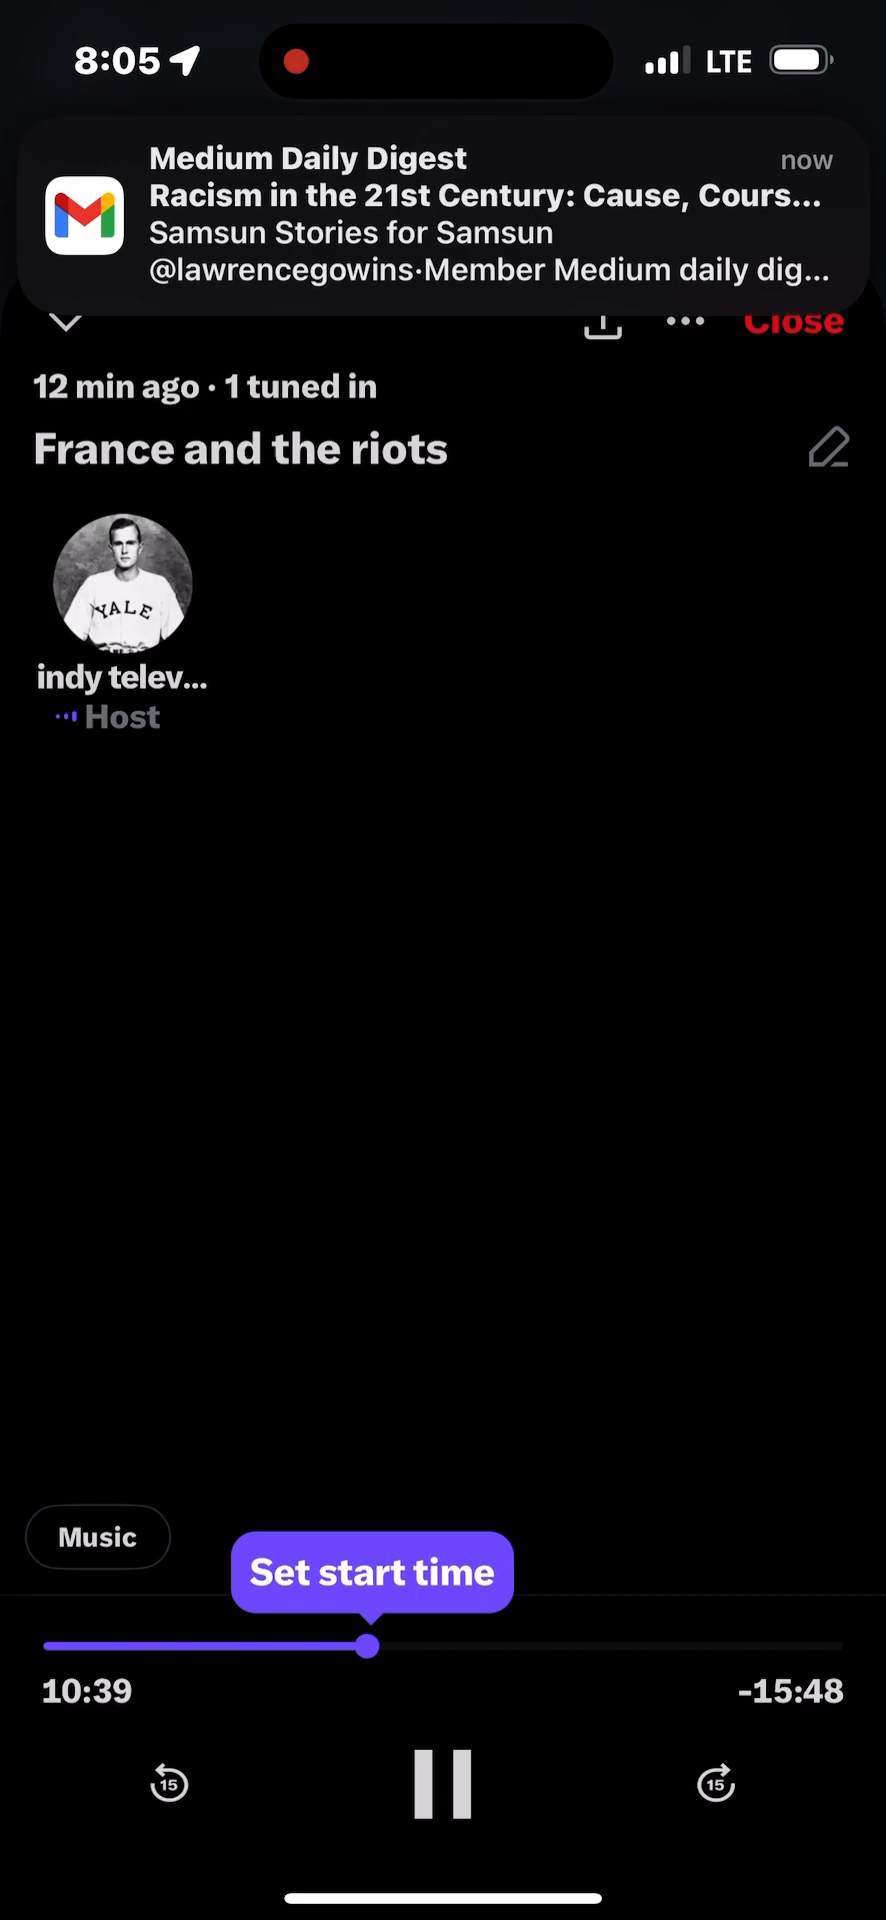 8:05
LTE
Medium Daily Digest
now
Racism in the 21st Century: Cause, Cours...
Samsun Stories for Samsun
@lawrencegowins·Member Medium daily dig...
Close
12 min ago · 1 tuned in
France and the riots
YALE
indy telev...
Host
Music
Set start time
10:39
-15:48
15
15